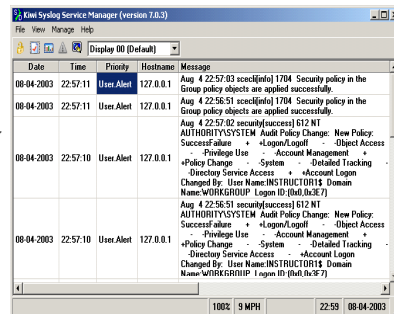 Kiwi Syslog Service Manager (version 7.0.3)
File View Manage Help
Display 00 (Default)
Date Time Priority Hostname Message
08-04-2003 22:57:11 User.Alert 127.0.0.1 Aug 4 22:57:03 scecli[info] 1704 Security policy in the
Group policy objects are applied successfully.
08-04-2003 22:57:11 User.Alert 127.0.0.1 Aug 4 22:56:51 scecli[info] 1704 Security policy in the
Group policy objects are applied successfully.
08-04-2003 22:57:10 User.Alert 127.0.0.1 Aug 4 22:57:02 security[success] 612 NT
AUTHORITY\SYSTEM Audit Policy Change: New Policy:
SuccessFailure + +Logon/Logoff - -Object Access
- -Privilege Use - -Account Management +
+Policy Change - -System - -Detailed Tracking -
-Directory Service Access - +Account Logon
Changed By: User Name:INSTRUCTOR1$ Domain
Name:WORKGROUP Logon ID:(0x0,0x3E7)
08-04-2003 22:57:10 User.Alert 127.0.0.1 Aug 4 22:56:51 security[success] 612 NT
AUTHORITY\SYSTEM Audit Policy Change: New Policy:
SuccessFailure + +Logon/Logoff - -Object Access
- -Privilege Use - -Account Management +
+Policy Change - -System - -Detailed Tracking -
-Directory Service Access + +Account Logon
Changed By: User Name:INSTRUCTOR1$ Domain
Name:WORKGROUP Logon ID:(0x0,0x3E7)
100% 9 MPH 22:59 08-04-2003